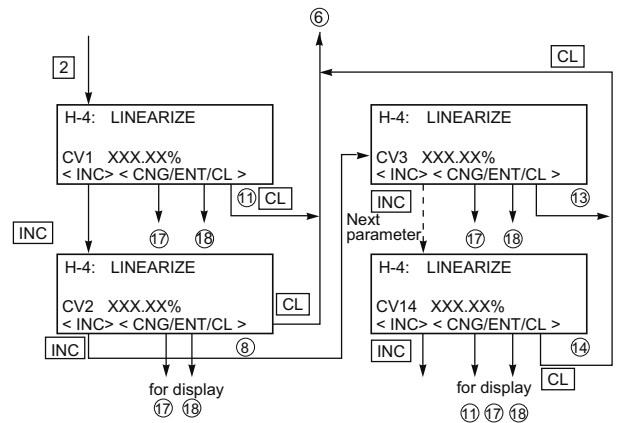 ⑥
2
CL
H-4: LINEARIZE
CV1 XXX.XX%
< INC> < CNG/ENT/CL >
⑪ CL
INC
⑰ ⑱
H-4: LINEARIZE
CV2 XXX.XX%
< INC> < CNG/ENT/CL >
CL
INC
⑧
for display
⑰ ⑱
H-4: LINEARIZE
CV3 XXX.XX%
< INC> < CNG/ENT/CL >
INC
⑬
Next
parameter
⑰ ⑱
H-4: LINEARIZE
CV14 XXX.XX%
< INC> < CNG/ENT/CL >
INC
⑭
CL
for display
⑪ ⑰ ⑱